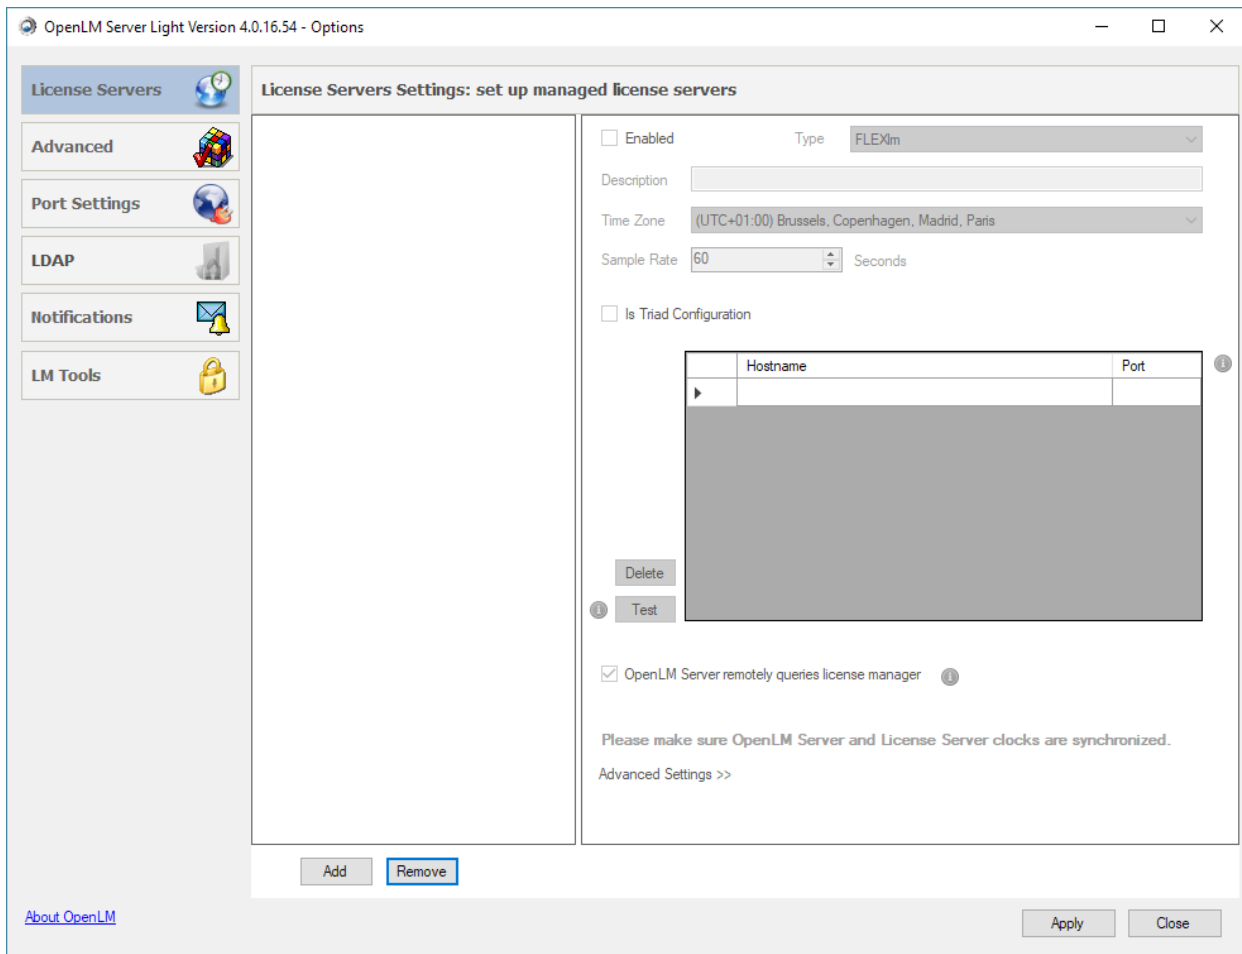 OpenLM Server Light Version 4.0.16.54 - Options
License Servers
License Servers Settings: set up managed license servers
Advanced
Port Settings
LDAP
Notifications
LM Tools
Enabled
Type
FLEXlm
Description
Time Zone
(UTC+01:00) Brussels, Copenhagen, Madrid, Paris
Sample Rate
60
Seconds
Is Triad Configuration
Hostname
Port
Delete
Test
OpenLM Server remotely queries license manager
Please make sure OpenLM Server and License Server clocks are synchronized.
Advanced Settings >>
Add
Remove
About OpenLM
Apply
Close